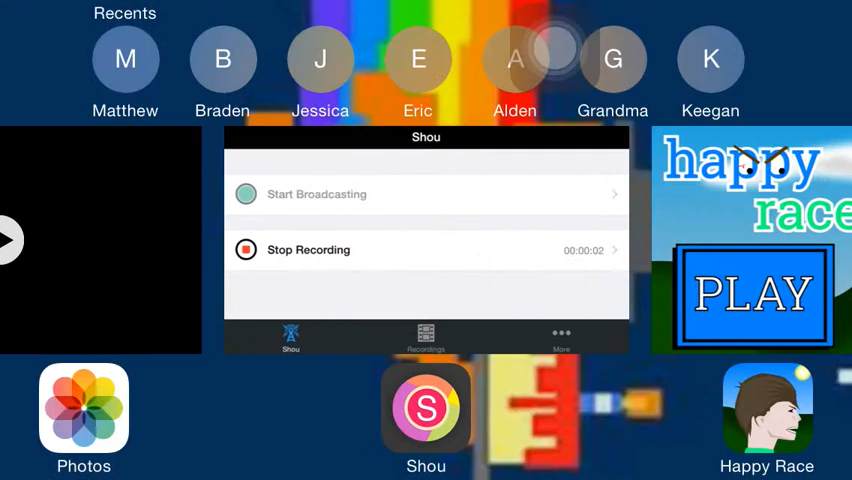 Recents
M B J E A G K
Matthew Braden Jessica Eric Alden Grandma Keegan
Shou
Start Broadcasting
Stop Recording 00:00:02
Shou Recordings More
happy
race
PLAY
S
Photos Shou Happy Race